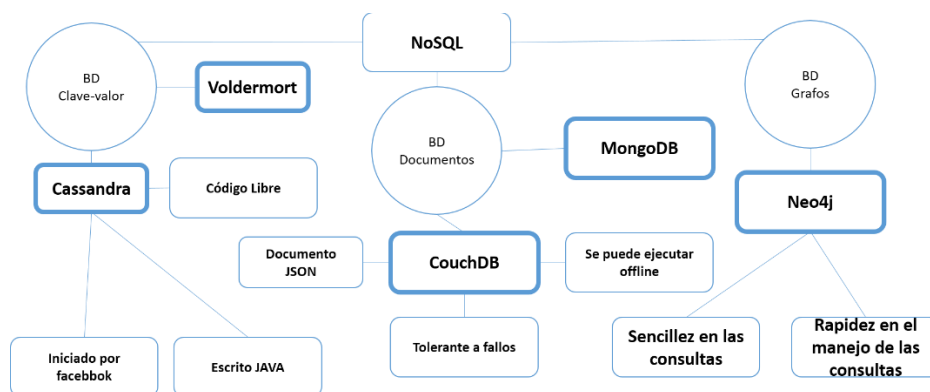 NoSQL
BD
Clave-valor
Voldermort
BD
Documentos
MongoDB
BD
Grafos
Cassandra
Código Libre
Neo4j
Documento
JSON
CouchDB
Se puede ejecutar
offline
Iniciado por
facebbok
Escrito JAVA
Tolerante a fallos
Sencillez en las
consultas
Rapidez en el
manejo de las
consultas